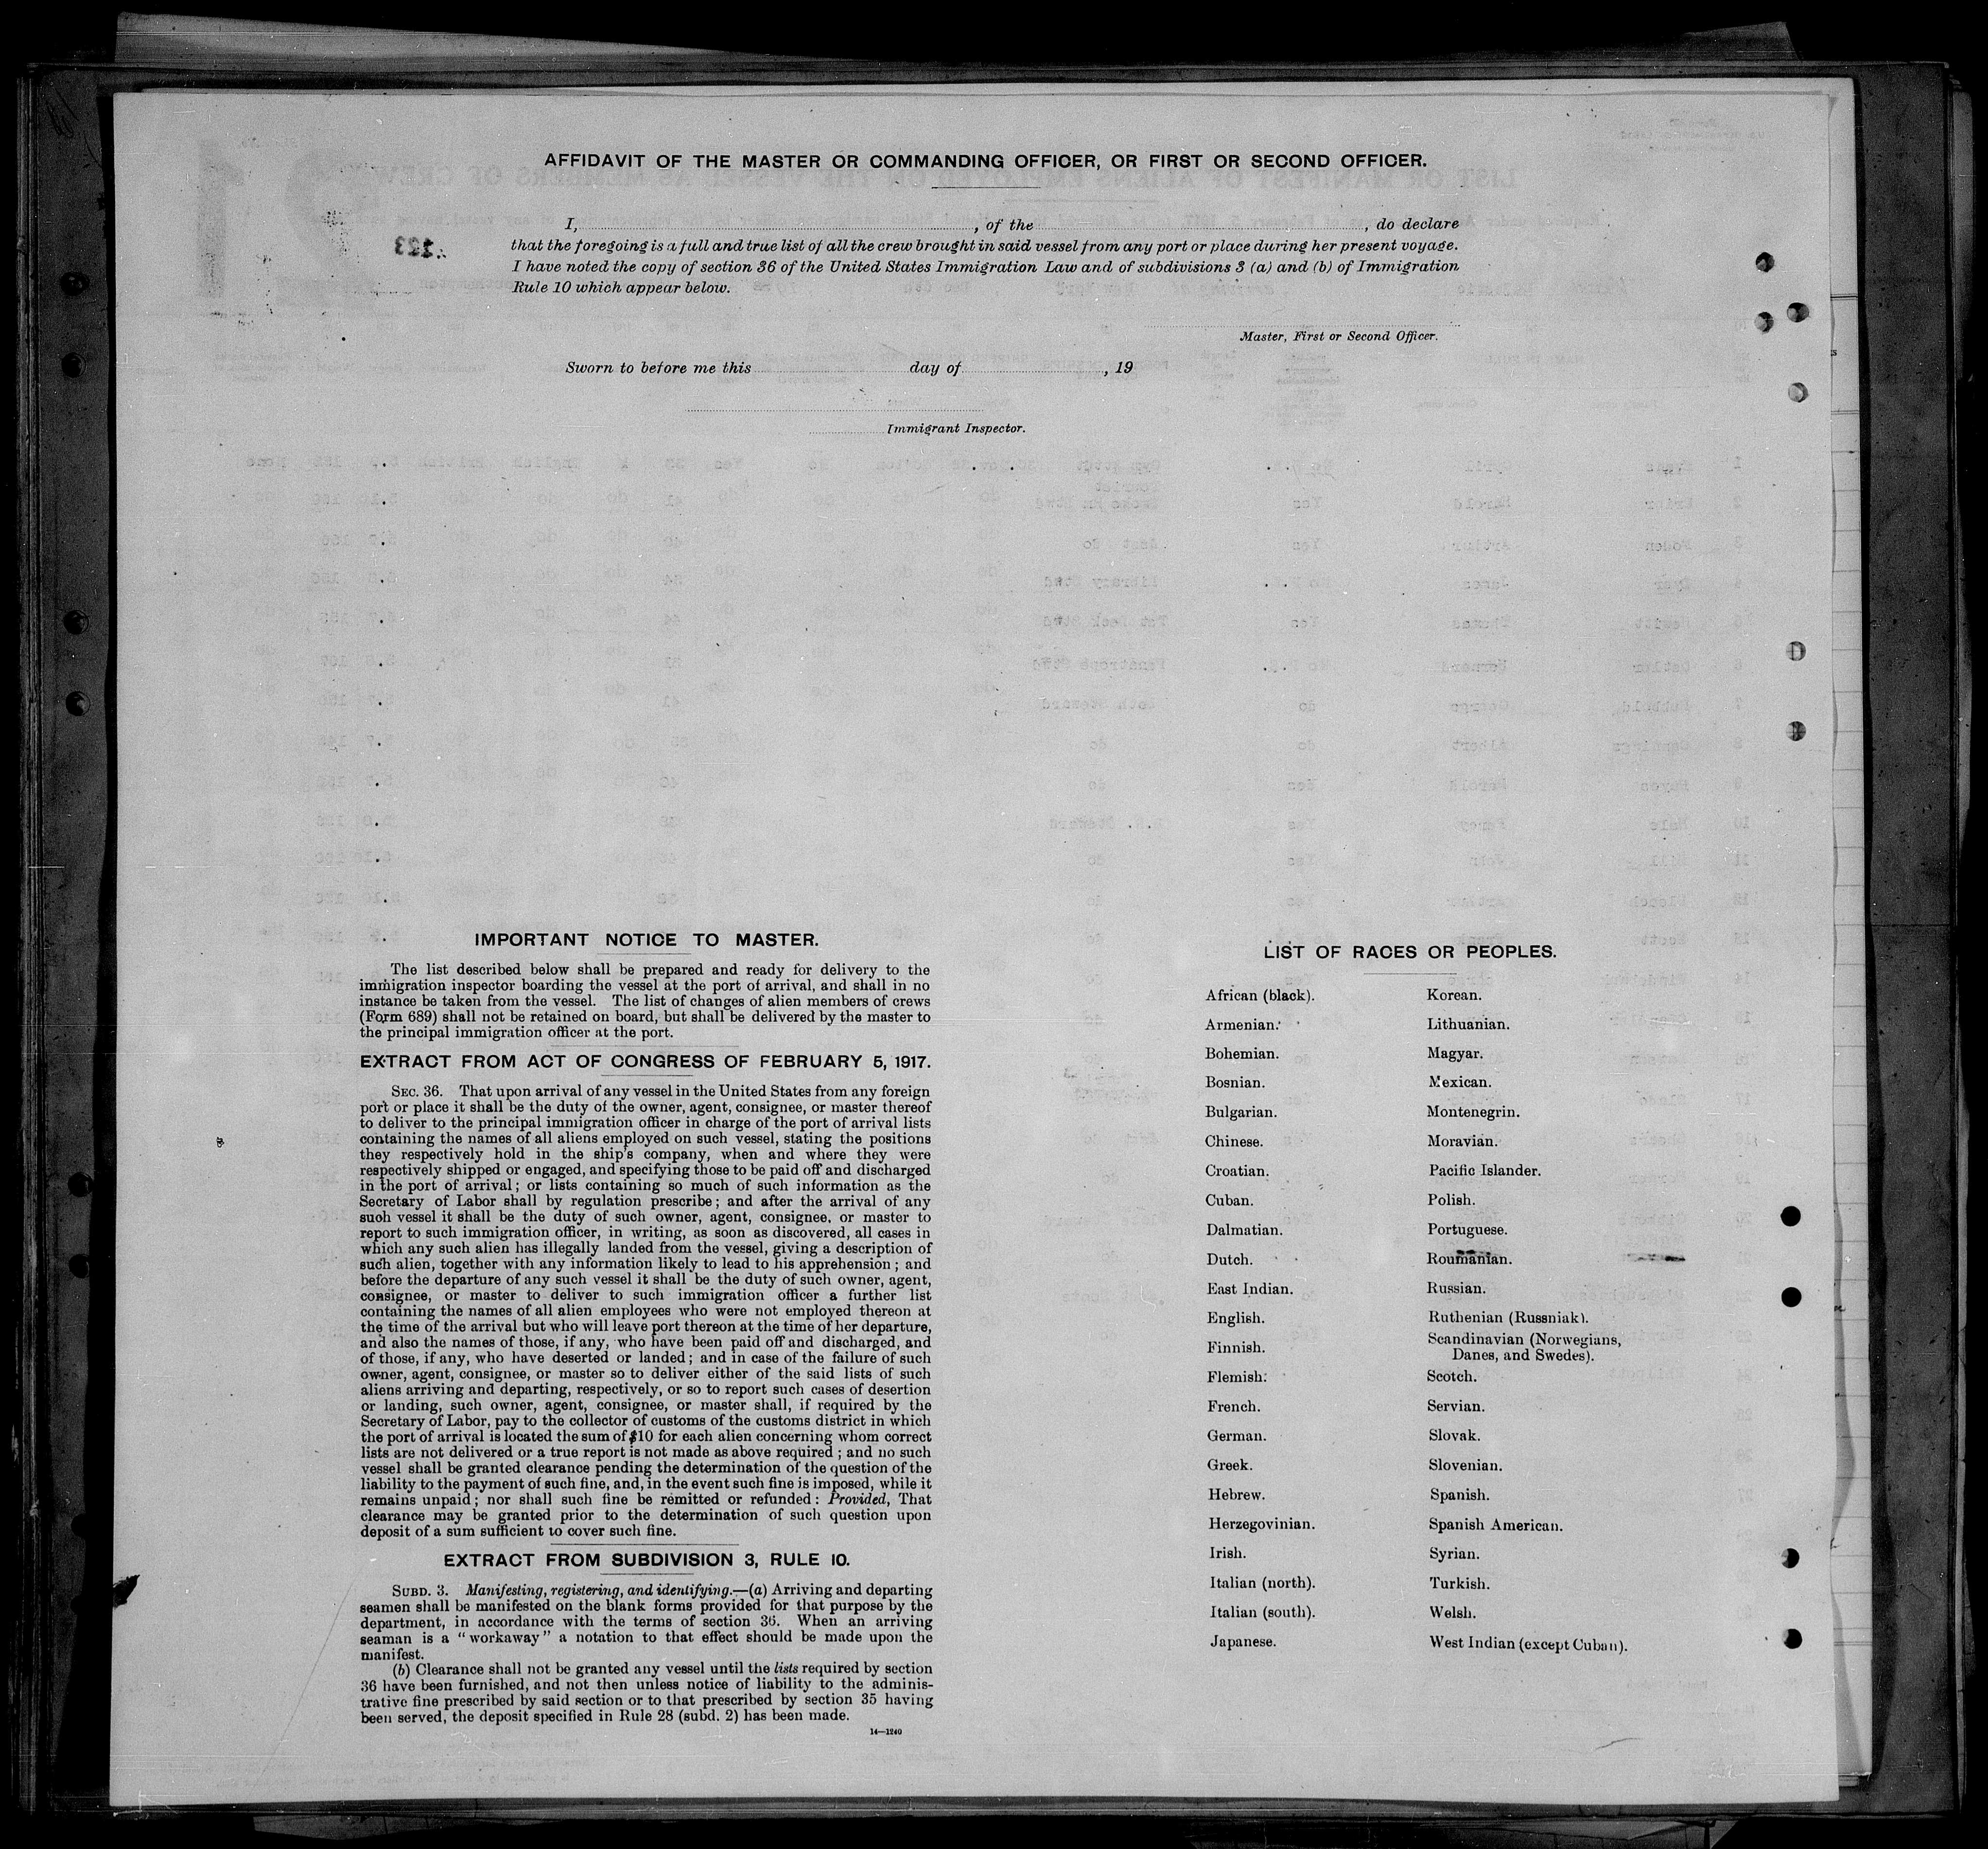 AFFIDAVIT OF THE MASTER OR COMMANDING OFFICER, OR FIRST OR SECOND OFFICER.
I, , of the , do declare
that the foregoing is a full and true list of all the crew brought in said vessel from any port or place during her present voyage.
I have noted the copy of section 36 of the United States Immigration Law and of subdivisions 3 (a) and (b) of Immigration
Rule 10 which appear below.
Master, First or Second Officer.
Sworn to before me this day of , 19
Immigrant Inspector.
IMPORTANT NOTICE TO MASTER.
The list described below shall be prepared and ready for delivery to the
immigration inspector boarding the vessel at the port of arrival, and shall in no
instance be taken from the vessel. The list of changes of alien members of crews
(Form 689) shall not be retained on board, but shall be delivered by the master to
the principal immigration officer at the port.
EXTRACT FROM ACT OF CONGRESS OF FEBRUARY 5, 1917.
SEC. 36. That upon arrival of any vessel in the United States from any foreign
port or place it shall be the duty of the owner, agent, consignee, or master thereof
to deliver to the principal immigration officer in charge of the port of arrival lists
containing the names of all aliens employed on such vessel, stating the positions
they respectively hold in the ship's company, when and where they were
respectively shipped or engaged, and specifying those to be paid off and discharged
in the port of arrival; or lists containing so much of such information as the
Secretary of Labor shall by regulation prescribe; and after the arrival of any
such vessel it shall be the duty of such owner, agent, consignee, or master to
report to such immigration officer, in writing, as soon as discovered, all cases in
which any such alien has illegally landed from the vessel, giving a description of
such alien, together with any information likely to lead to his apprehension; and
before the departure of any such vessel it shall be the duty of such owner, agent,
consignee, or master to deliver to such immigration officer a further list
containing the names of all alien employees who were not employed thereon at
the time of the arrival but who will leave port thereon at the time of her departure,
and also the names of those, if any, who have been paid off and discharged, and
of those, if any, who have deserted or landed; and in case of the failure of such
owner, agent, consignee, or master so to deliver either of the said lists of such
aliens arriving and departing, respectively, or so to report such cases of desertion
or landing, such owner, agent, consignee, or master shall, if required by the
Secretary of Labor, pay to the collector of customs of the customs district in which
the port of arrival is located the sum of $10 for each alien concerning whom correct
lists are not delivered or a true report is not made as above required; and no such
vessel shall be granted clearance pending the determination of the question of the
liability to the payment of such fine, and, in the event such fine is imposed, while it
remains unpaid; nor shall such fine be remitted or refunded: Provided, That
clearance may be granted prior to the determination of such question upon
deposit of a sum sufficient to cover such fine.
EXTRACT FROM SUBDIVISION 3, RULE 10.
SUBD. 3. Manifesting, registering, and identifying.—(a) Arriving and departing
seamen shall be manifested on the blank forms provided for that purpose by the
department, in accordance with the terms of section 36. When an arriving
seaman is a "workaway" a notation to that effect should be made upon the
manifest.
(b) Clearance shall not be granted any vessel until the lists required by section
36 have been furnished, and not then unless notice of liability to the adminis-
trative fine prescribed by said section or to that prescribed by section 35 having
been served, the deposit specified in Rule 28 (subd. 2) has been made.
14—1240
LIST OF RACES OR PEOPLES.
African (black).
Armenian.
Bohemian.
Bosnian.
Bulgarian.
Chinese.
Croatian.
Cuban.
Dalmatian.
Dutch.
East Indian.
English.
Finnish.
Flemish.
French.
German.
Greek.
Hebrew.
Herzegovinian.
Irish.
Italian (north).
Italian (south).
Japanese.
Korean.
Lithuanian.
Magyar.
Mexican.
Montenegrin.
Moravian.
Pacific Islander.
Polish.
Portuguese.
Roumanian.
Russian.
Ruthenian (Russniak).
Scandinavian (Norwegians,
Danes, and Swedes).
Scotch.
Servian.
Slovak.
Slovenian.
Spanish.
Spanish American.
Syrian.
Turkish.
Welsh.
West Indian (except Cuban).